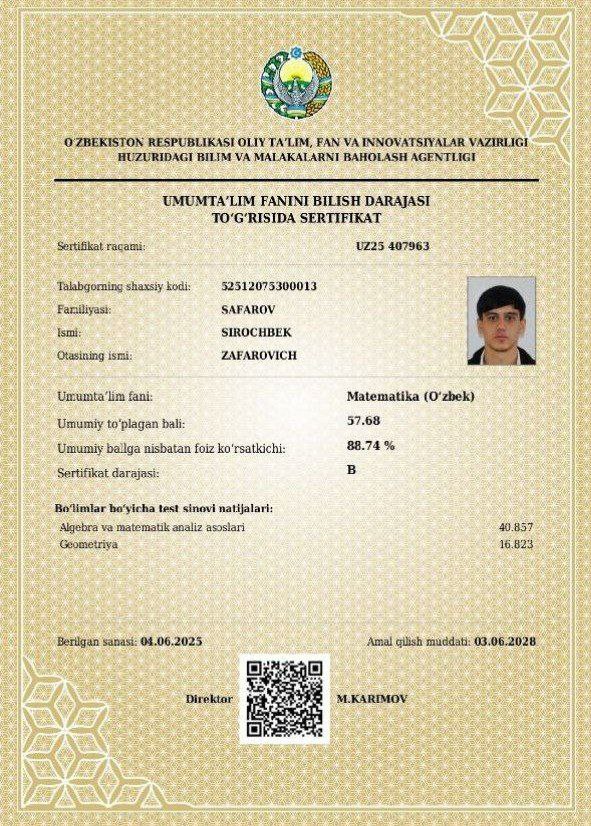 O‘ZBEKISTON RESPUBLIKASI OLIY TA’LIM, FAN VA INNOVATSIYALAR VAZIRLIGI
HUZURIDAGI BILIM VA MALAKALARNI BAHOLASH AGENTLIGI
UMUMTA’LIM FANINI BILISH DARAJASI
TO‘G‘RISIDA SERTIFIKAT
Sertifikat raqami: UZ25 407963
Talabgorning shaxsiy kodi: 52512075300013
Familiyasi: SAFAROV
Ismi: SIROCHBEK
Otasining ismi: ZAFAROVICH
Umumta’lim fani: Matematika (O‘zbek)
Umumiy to‘plagan bali: 57.68
Umumiy ballga nisbatan foiz ko‘rsatkichi: 88.74 %
Sertifikat darajasi: B
Bo‘limlar bo‘yicha test sinovi natijalari:
Algebra va matematik analiz asoslari 40.857
Geometriya 16.823
Berilgan sanasi: 04.06.2025 Amal qilish muddati: 03.06.2028
Direktor M.KARIMOV